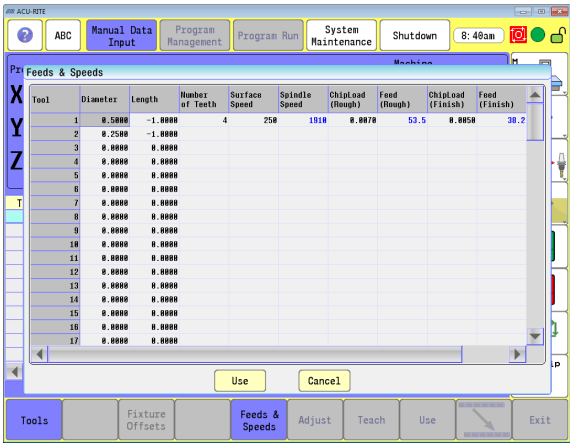 ACU-RITE
?
ABC
Manual Data Input
Program Management
Program Run
System Maintenance
Shutdown
8:40am
Machine
M
Pr
Feeds & Speeds
X
Y
Z
T
Tool Diameter Length Number of Teeth Surface Speed Spindle Speed ChipLoad (Rough) Feed (Rough) ChipLoad (Finish) Feed (Finish)
1 0.5000 -1.0000 4 250 1910 0.0070 53.5 0.0050 38.2
2 0.2500 -1.0000
3 0.0000 0.0000
4 0.0000 0.0000
5 0.0000 0.0000
6 0.0000 0.0000
7 0.0000 0.0000
8 0.0000 0.0000
9 0.0000 0.0000
10 0.0000 0.0000
11 0.0000 0.0000
12 0.0000 0.0000
13 0.0000 0.0000
14 0.0000 0.0000
15 0.0000 0.0000
16 0.0000 0.0000
17 0.0000 0.0000
Use Cancel
Tools
Fixture Offsets
Feeds & Speeds
Adjust
Teach
Use
Exit